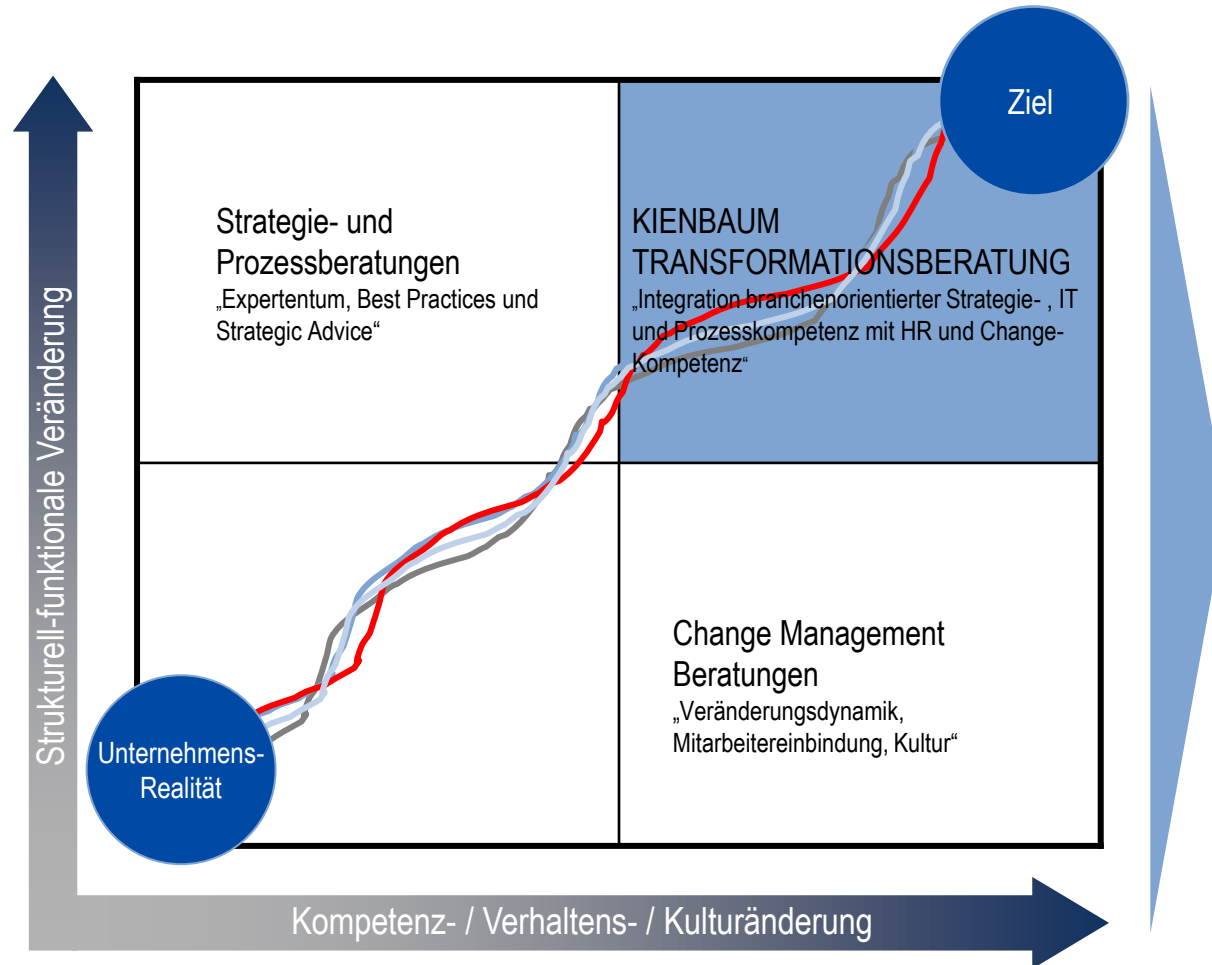 Ziel
Strukturell-funktionale Veränderung
Strategie- und
Prozessberatungen
„Expertentum, Best Practices und
Strategic Advice“
KIENBAUM
TRANSFORMATIONSBERATUNG
„Integration branchenorientierter Strategie- , IT
und Prozesskompetenz mit HR und Change-
Kompetenz“
Change Management
Beratungen
„Veränderungsdynamik,
Mitarbeitereinbindung, Kultur“
Unternehmens-
Realität
Kompetenz- / Verhaltens- / Kulturänderung